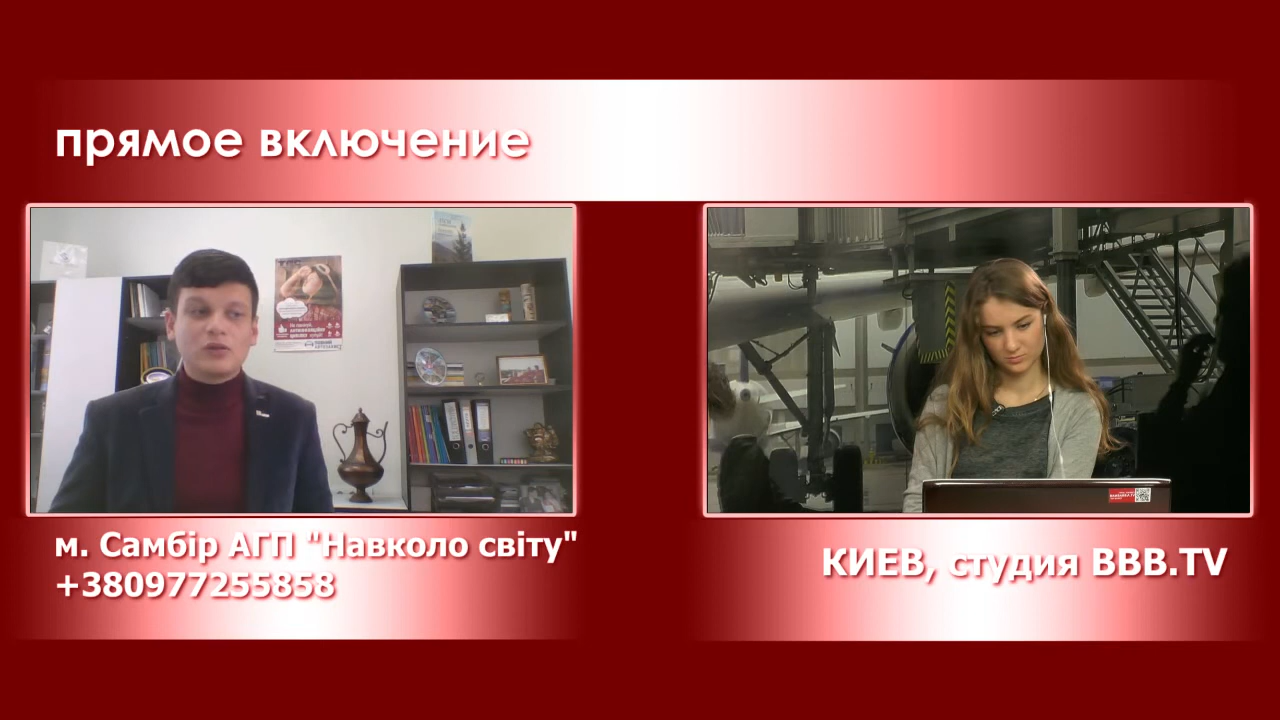 прямое включение
м. Самбір АГП "Навколо світу"
+380977255858
КИЕВ, студия BBB.TV